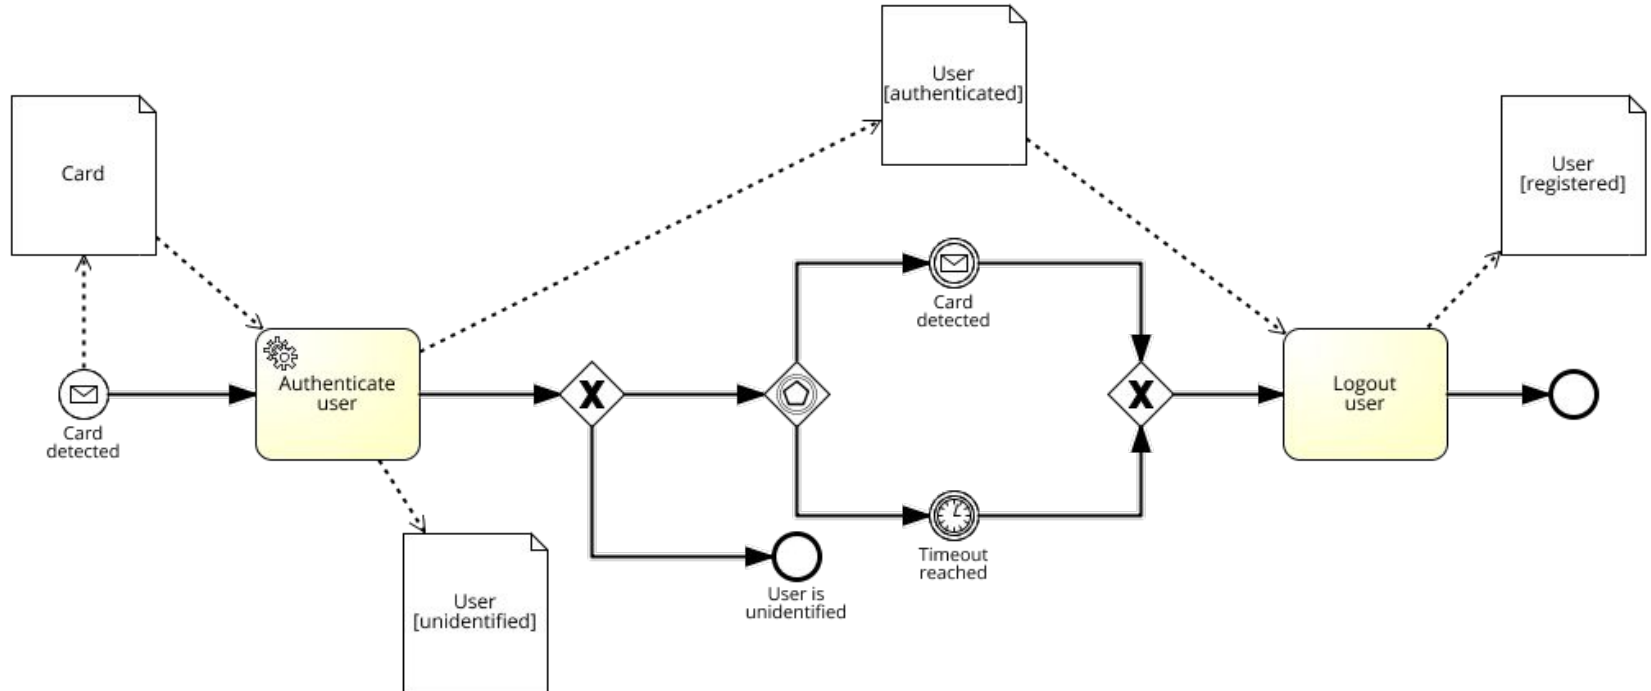 User
[authenticated]
Card
User
[registered]
Card
detected
Authenticate
user
Logout
user
Card
detected
X
X
Timeout
reached
User is
unidentified
User
[unidentified]